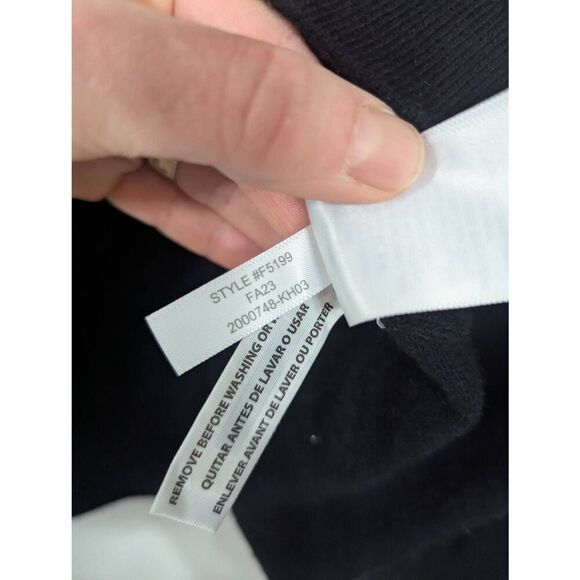 STYLE #F5199
FA23
2000748-KH03
REMOVE BEFORE WASHING OR
QUITAR ANTES DE LAVAR O USAR
ENLEVER AVANT DE LAVER OU PORTER